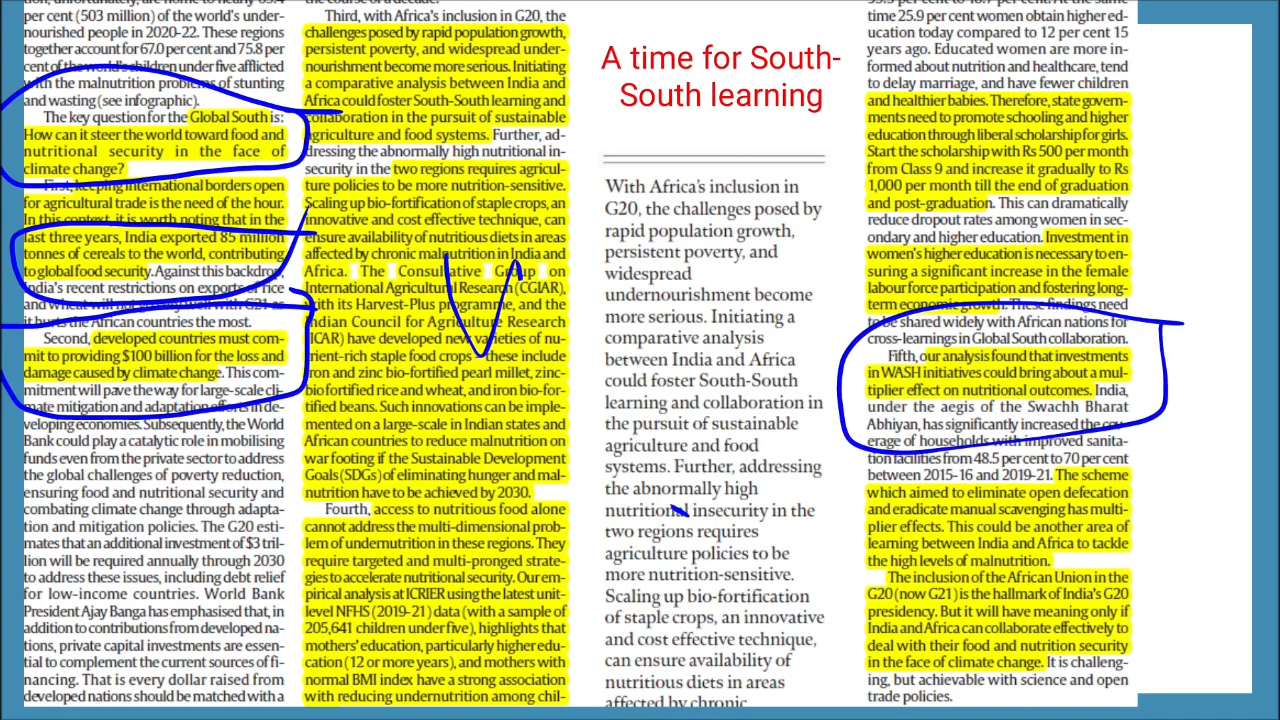 per cent (503 million) of the world's under-
nourished people in 2020-22. These regions
together account for 67.0 per cent and 75.8 per
cent of the world's children under five afflicted
with the malnutrition problems of stunting
and wasting (see infographic).
The key question for the Global South is:
How can it steer the world toward food and
nutritional security in the face of
climate change?
First, keeping international borders open
for agricultural trade is the need of the hour.
In this context, it is worth noting that in the
last three years, India exported 85 million
tonnes of cereals to the world, contributing
to global food security. Against this backdrop,
India's recent restrictions on exports of rice
and wheat will not go well with G21 as
it hurts the African countries the most.
Second, developed countries must com-
mit to providing $100 billion for the loss and
damage caused by climate change. This com-
mitment will pave the way for large-scale cli-
mate mitigation and adaptation efforts in de-
veloping economies. Subsequently, the World
Bank could play a catalytic role in mobilising
funds even from the private sector to address
the global challenges of poverty reduction,
ensuring food and nutritional security and
combating climate change through adapta-
tion and mitigation policies. The G20 esti-
mates that an additional investment of $3 tril-
lion will be required annually through 2030
to address these issues, including debt relief
for low-income countries. World Bank
President Ajay Banga has emphasised that, in
addition to contributions from developed na-
tions, private capital investments are essen-
tial to complement the current sources of fi-
nancing. That is every dollar raised from
developed nations should be matched with a
Third, with Africa's inclusion in G20, the
challenges posed by rapid population growth,
persistent poverty, and widespread under-
nourishment become more serious. Initiating
a comparative analysis between India and
Africa could foster South-South learning and
collaboration in the pursuit of sustainable
agriculture and food systems. Further, ad-
dressing the abnormally high nutritional in-
security in the two regions requires agricul-
ture policies to be more nutrition-sensitive.
Scaling up bio-fortification of staple crops, an
innovative and cost effective technique, can
ensure availability of nutritious diets in areas
affected by chronic malnutrition in India and
Africa. The Consultative Group on
International Agricultural Research (CGIAR),
with its Harvest-Plus programme, and the
Indian Council for Agriculture Research
(ICAR) have developed new varieties of nu-
trient-rich staple food crops – these include
iron and zinc bio-fortified pearl millet, zinc-
bio fortified rice and wheat, and iron bio-for-
tified beans. Such innovations can be imple-
mented on a large-scale in Indian states and
African countries to reduce malnutrition on
war footing if the Sustainable Development
Goals (SDGs) of eliminating hunger and mal-
nutrition have to be achieved by 2030.
Fourth, access to nutritious food alone
cannot address the multi-dimensional prob-
lem of undernutrition in these regions. They
require targeted and multi-pronged strate-
gies to accelerate nutritional security. Our em-
pirical analysis at ICRIER using the latest unit-
level NFHS (2019-21) data (with a sample of
205,641 children under five), highlights that
mothers' education, particularly higher edu-
cation (12 or more years), and mothers with
normal BMI index have a strong association
with reducing undernutrition among chil-
A time for South-
South learning
With Africa's inclusion in
G20, the challenges posed by
rapid population growth,
persistent poverty, and
widespread
undernourishment become
more serious. Initiating a
comparative analysis
between India and Africa
could foster South-South
learning and collaboration in
the pursuit of sustainable
agriculture and food
systems. Further, addressing
the abnormally high
nutritional insecurity in the
two regions requires
agriculture policies to be
more nutrition-sensitive.
Scaling up bio-fortification
of staple crops, an innovative
and cost effective technique,
can ensure availability of
nutritious diets in areas
affected by chronic
time 25.9 per cent women obtain higher ed-
ucation today compared to 12 per cent 15
years ago. Educated women are more in-
formed about nutrition and healthcare, tend
to delay marriage, and have fewer children
and healthier babies. Therefore, state govern-
ments need to promote schooling and higher
education through liberal scholarship for girls.
Start the scholarship with Rs 500 per month
from Class 9 and increase it gradually to Rs
1,000 per month till the end of graduation
and post-graduation. This can dramatically
reduce dropout rates among women in sec-
ondary and higher education. Investment in
women's higher education is necessary to en-
suring a significant increase in the female
labour force participation and fostering long-
term economic growth. These findings need
to be shared widely with African nations for
cross-learnings in Global South collaboration.
Fifth, our analysis found that investments
in WASH initiatives could bring about a mul-
tiplier effect on nutritional outcomes. India,
under the aegis of the Swachh Bharat
Abhiyan, has significantly increased the cov-
erage of households with improved sanita-
tion facilities from 48.5 per cent to 70 per cent
between 2015-16 and 2019-21. The scheme
which aimed to eliminate open defecation
and eradicate manual scavenging has multi-
plier effects. This could be another area of
learning between India and Africa to tackle
the high levels of malnutrition.
The inclusion of the African Union in the
G20 (now G21) is the hallmark of India's G20
presidency. But it will have meaning only if
India and Africa can collaborate effectively to
deal with their food and nutrition security
in the face of climate change. It is challeng-
ing, but achievable with science and open
trade policies.